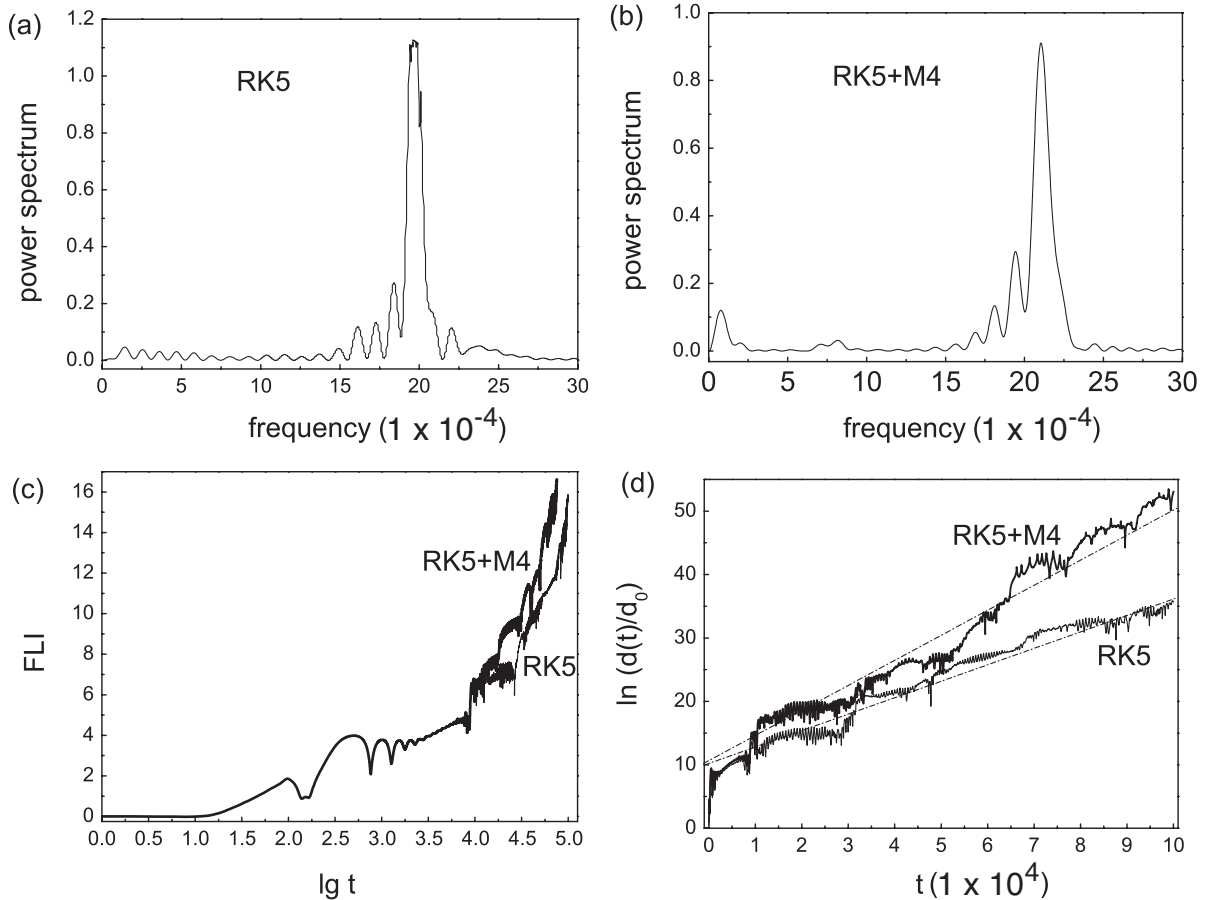 (a)
RK5
power spectrum
1.2
1.0
0.8
0.6
0.4
0.2
0.0
0 5 10 15 20 25 30
frequency (1 x 10⁻⁴)
(b)
RK5+M4
power spectrum
1.0
0.8
0.6
0.4
0.2
0.0
0 5 10 15 20 25 30
frequency (1 x 10⁻⁴)
(c)
RK5+M4
RK5
FLI
16
14
12
10
8
6
4
2
0
0.0 0.5 1.0 1.5 2.0 2.5 3.0 3.5 4.0 4.5 5.0
lg t
(d)
RK5+M4
RK5
ln (d(t)/d₀)
50
40
30
20
10
0
0 1 2 3 4 5 6 7 8 9 10
t (1 x 10⁴)